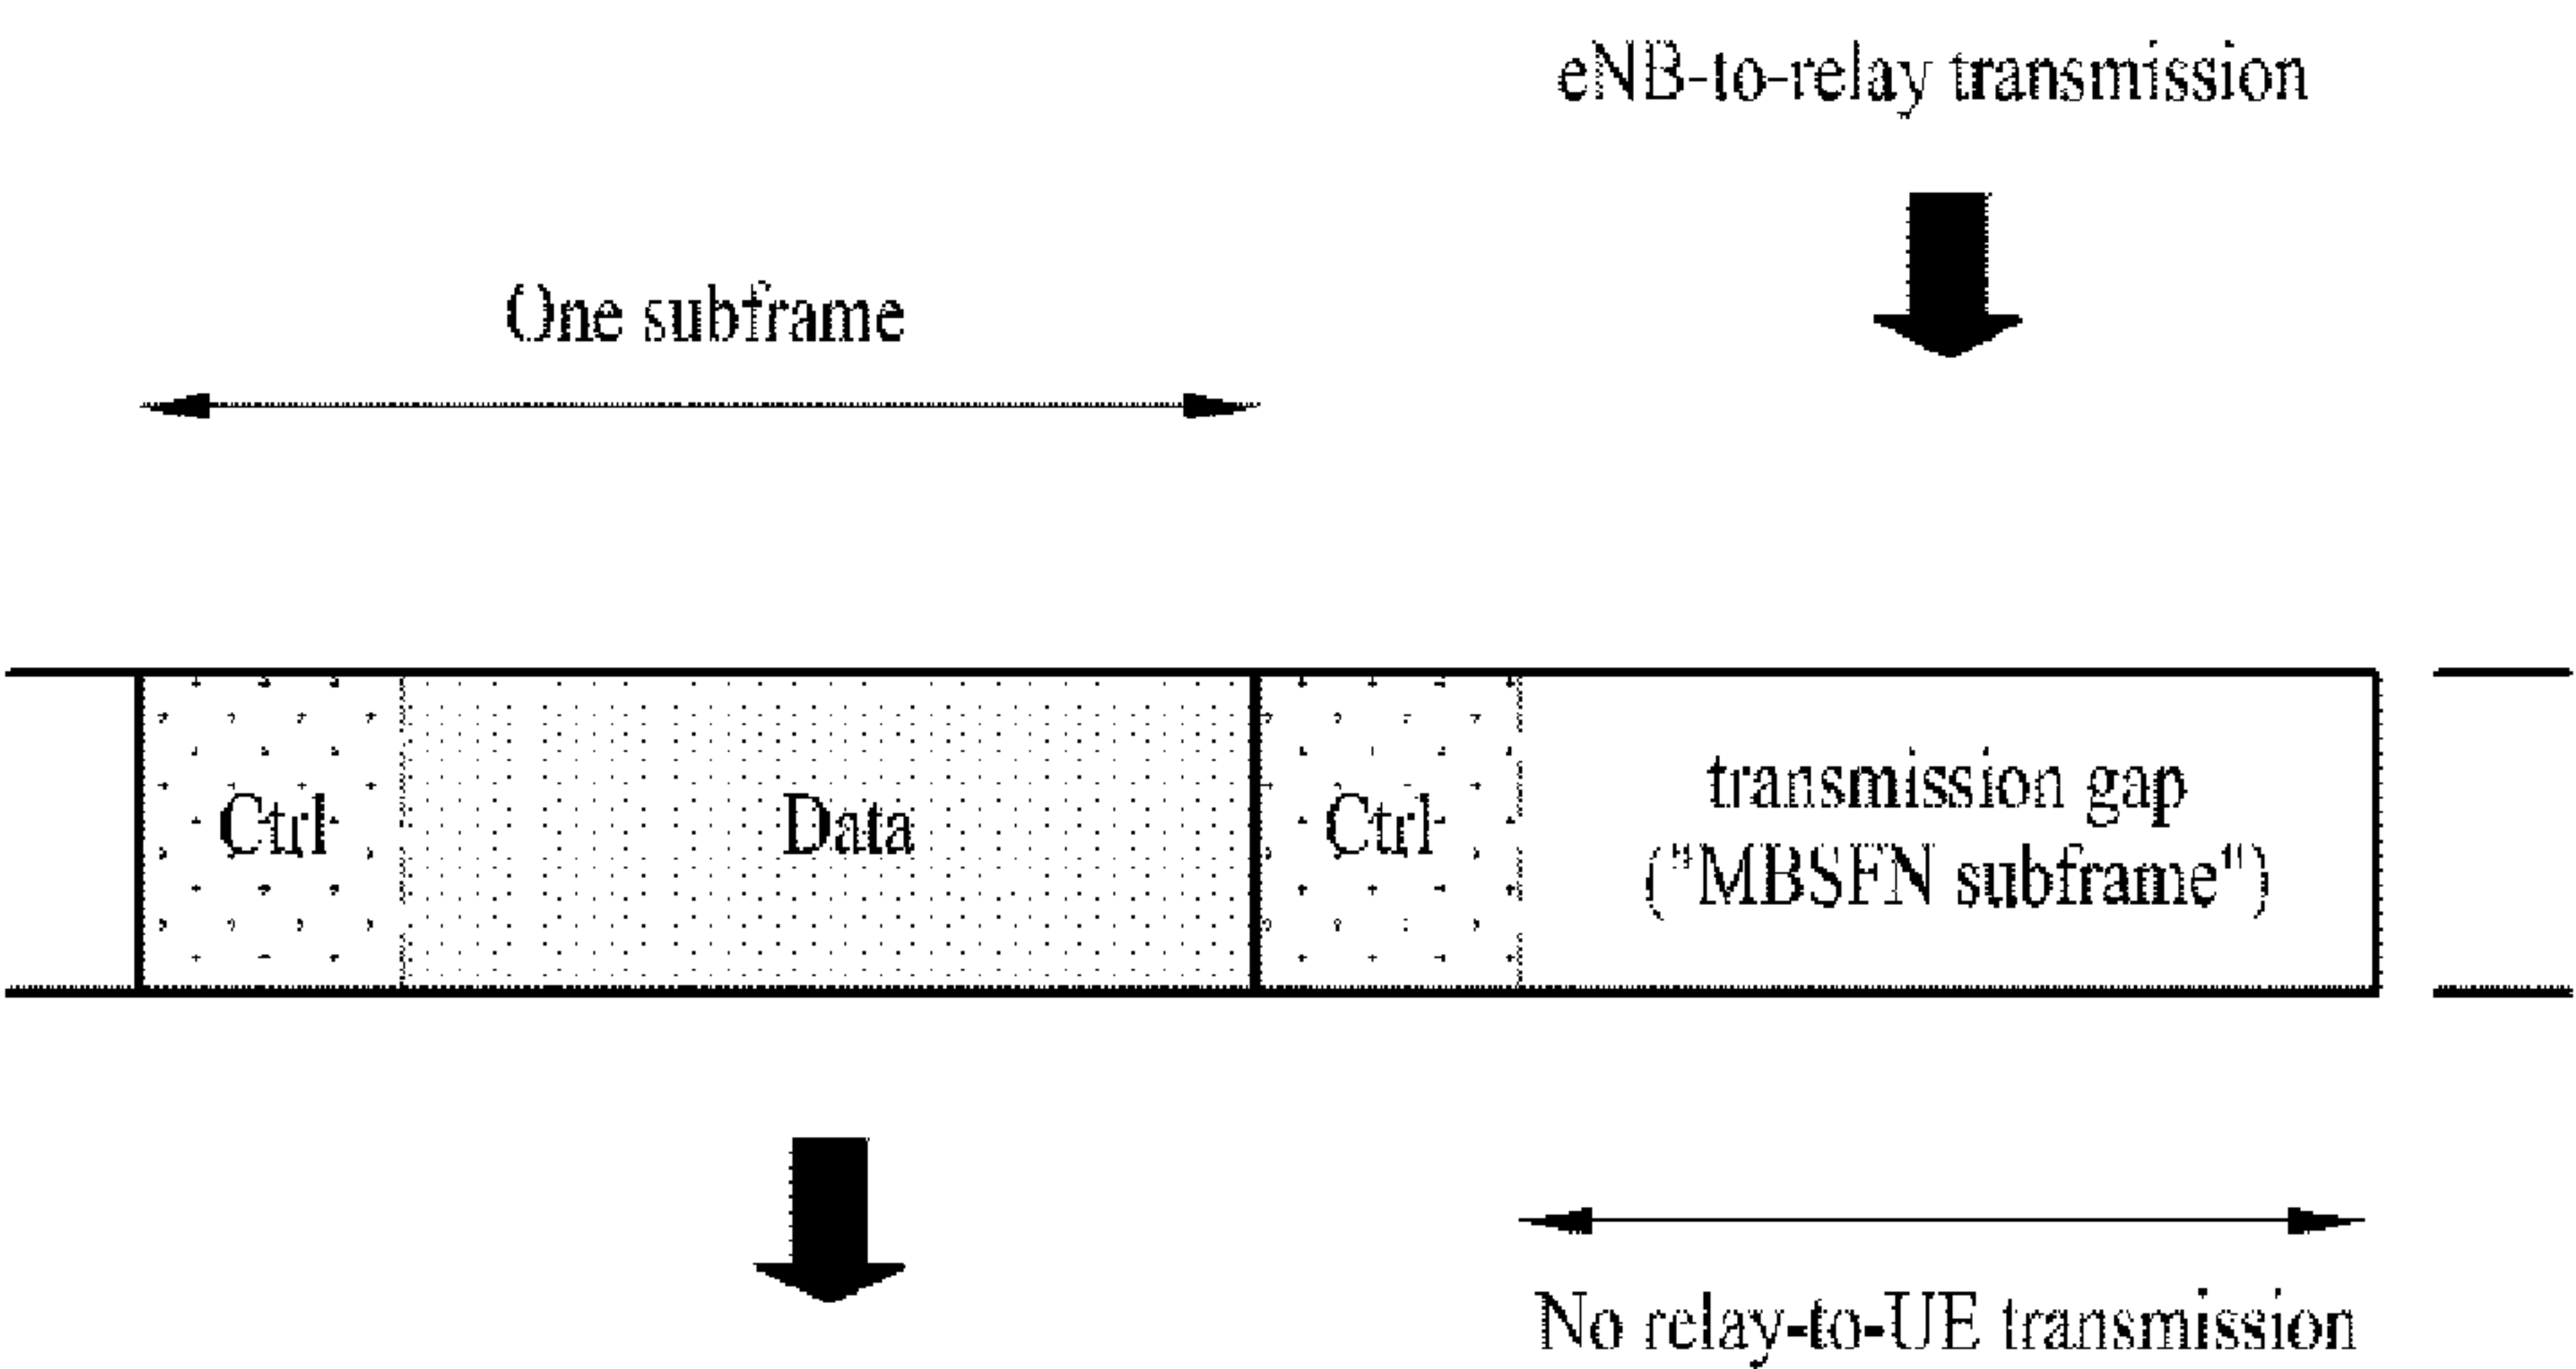 eNB-to-relay transmission
One subframe
Ctrl
Data
Ctrl
transmission gap
("MBSFN subframe")
No relay-to-UE transmission